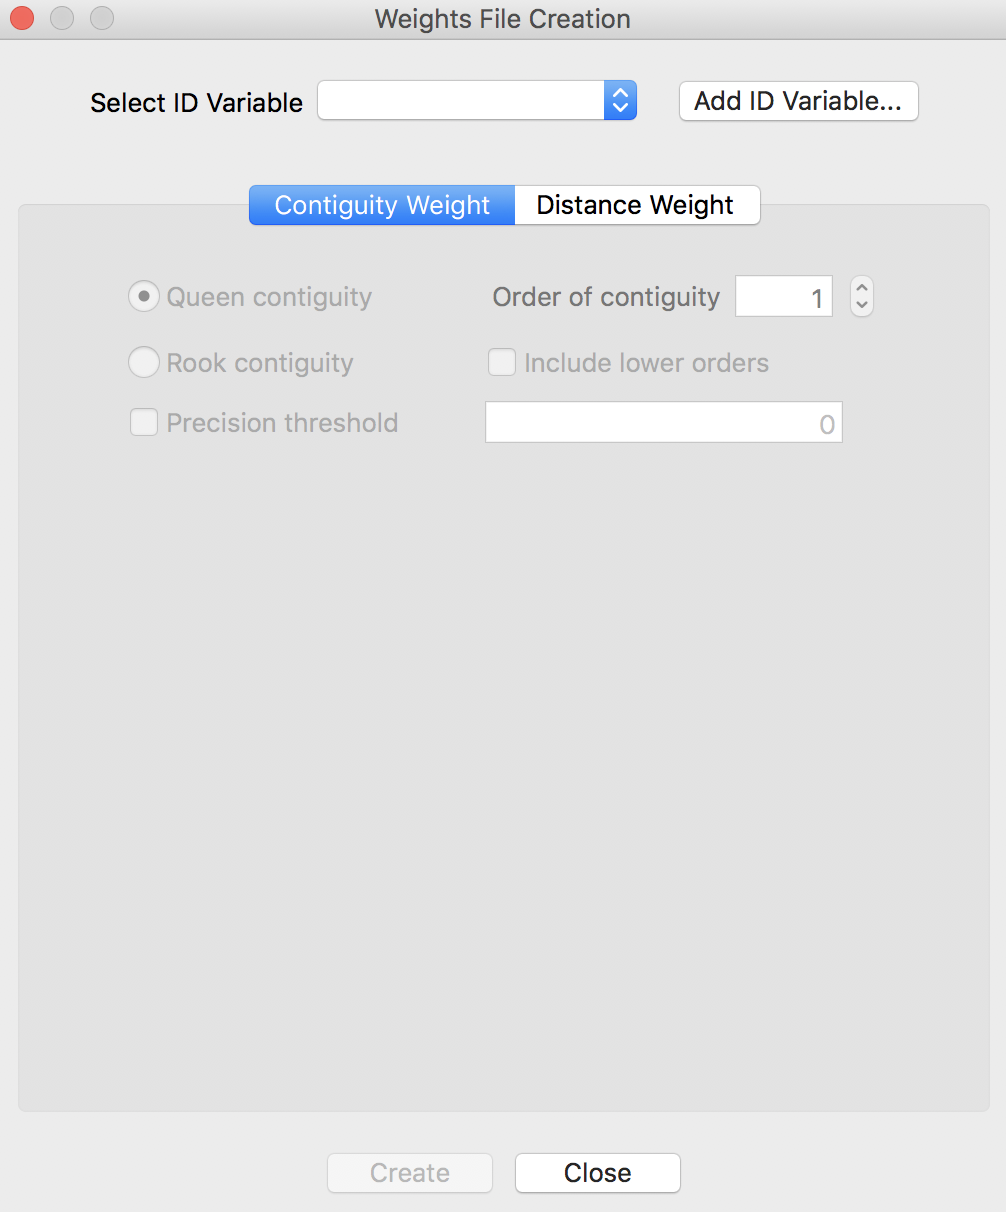 Weights File Creation
Select ID Variable Add ID Variable...
Contiguity Weight Distance Weight
Queen contiguity Order of contiguity 1
Rook contiguity Include lower orders
Precision threshold 0
Create Close